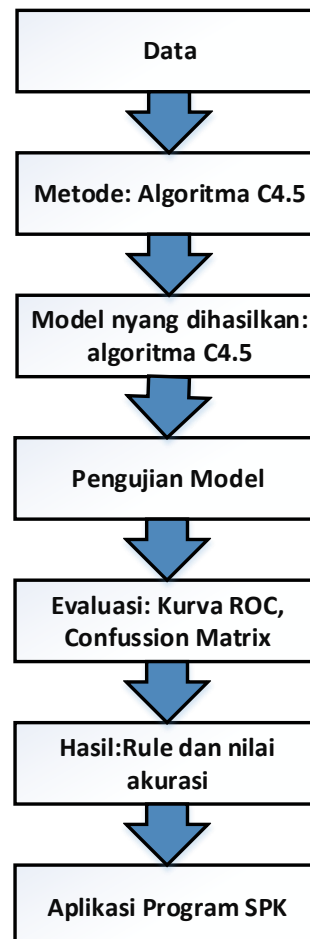 Data
Metode: Algoritma C4.5
Model nyang dihasilkan:
algoritma C4.5
Pengujian Model
Evaluasi: Kurva ROC,
Confussion Matrix
Hasil:Rule dan nilai
akurasi
Aplikasi Program SPK